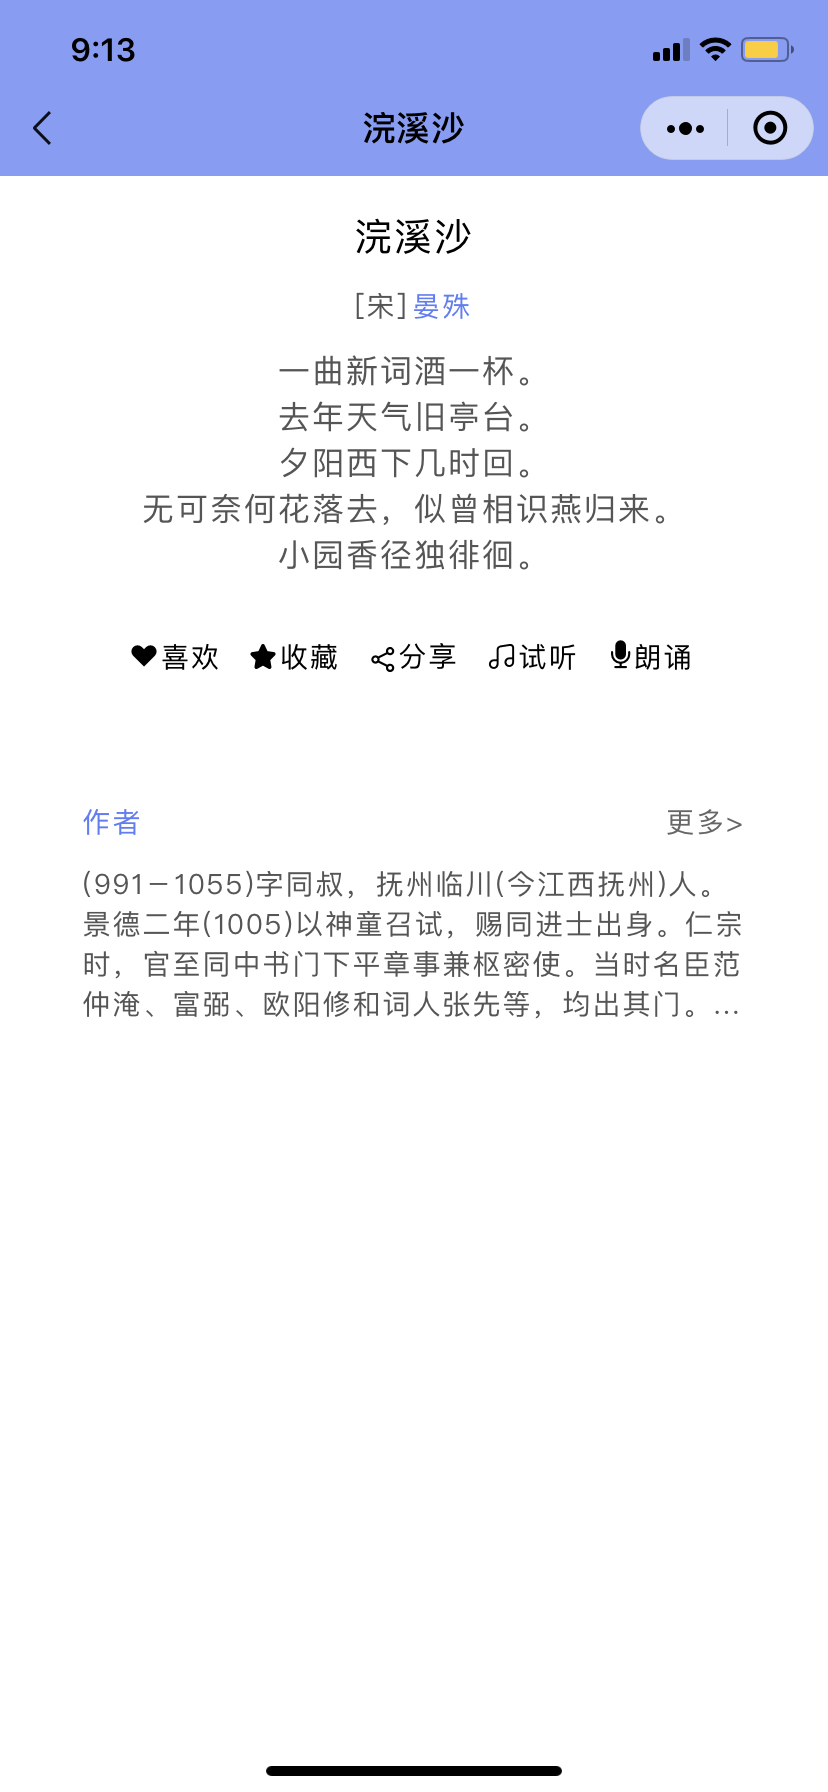 9:13
浣溪沙
浣溪沙
[宋]晏殊
一曲新词酒一杯。
去年天气旧亭台。
夕阳西下几时回。
无可奈何花落去，似曾相识燕归来。
小园香径独徘徊。
喜欢 收藏 分享 试听 朗诵
作者 更多>
(991－1055)字同叔，抚州临川(今江西抚州)人。
景德二年(1005)以神童召试，赐同进士出身。仁宗
时，官至同中书门下平章事兼枢密使。当时名臣范
仲淹、富弼、欧阳修和词人张先等，均出其门。...